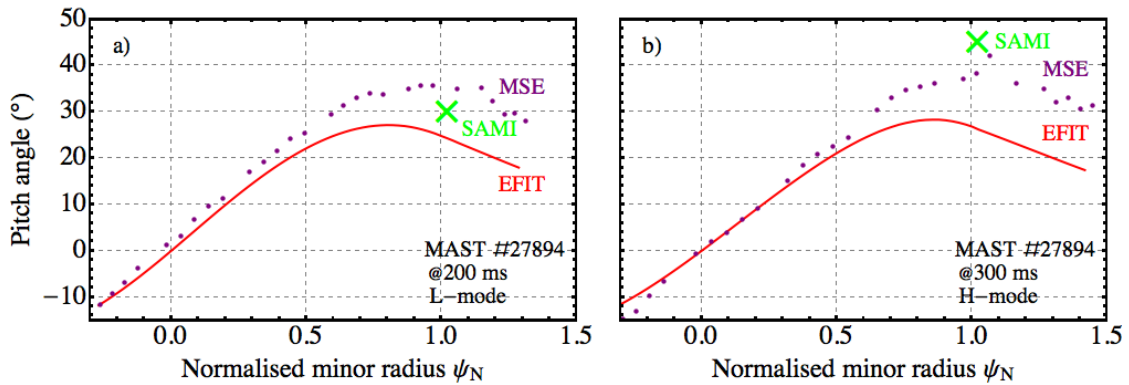 50
40
30
20
10
0
−10
Pitch angle (°)
a)
MSE
SAMI
EFIT
MAST #27894
@200 ms
L−mode
0.0 0.5 1.0 1.5
Normalised minor radius ψN
b)
SAMI
MSE
EFIT
MAST #27894
@300 ms
H−mode
0.0 0.5 1.0 1.5
Normalised minor radius ψN